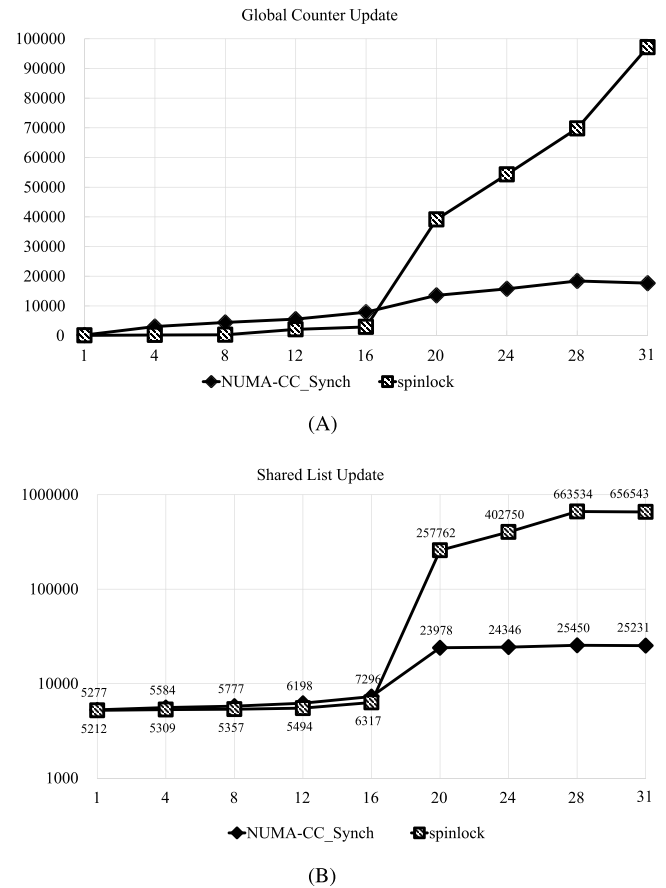 Global Counter Update
100000
90000
80000
70000
60000
50000
40000
30000
20000
10000
0
1 4 8 12 16 20 24 28 31
NUMA-CC_Synch spinlock
(A)
Shared List Update
1000000
663534 656543
402750
257762
100000
23978 24346 25450 25231
10000
5277 5584 5777 6198 7296
5212 5309 5357 5494 6317
1000
1 4 8 12 16 20 24 28 31
NUMA-CC_Synch spinlock
(B)